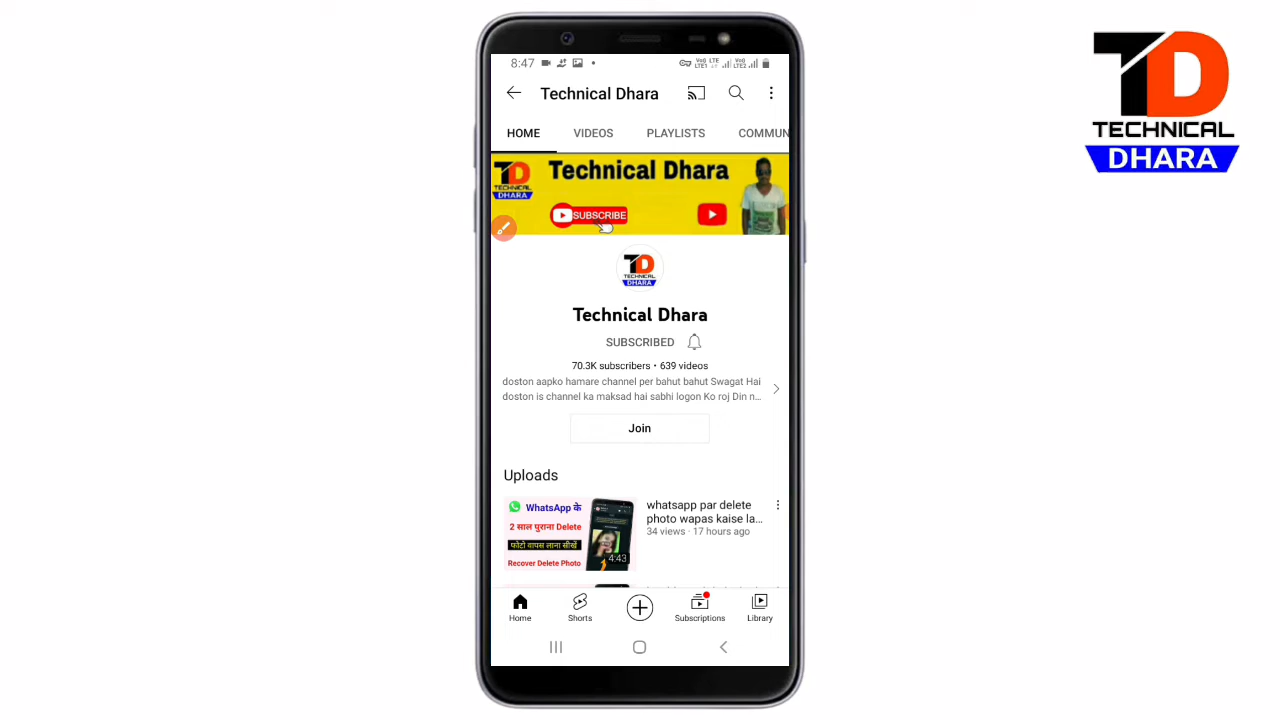 8:47
TD
TECHNICAL
DHARA
Technical Dhara
HOME VIDEOS PLAYLISTS COMMUN
TD
TECHNICAL
DHARA
Technical Dhara
SUBSCRIBE
TD
TECHNICAL
DHARA
Technical Dhara
SUBSCRIBED
70.3K subscribers • 639 videos
doston aapko hamare channel per bahut bahut Swagat Hai
doston is channel ka maksad hai sabhi logon Ko roj Din n...
Join
Uploads
WhatsApp के
2 साल पुराना Delete
फोटो वापस लाना सीखें
Recover Delete Photo
4:43
whatsapp par delete
photo wapas kaise la...
34 views · 17 hours ago
Home Shorts Subscriptions Library